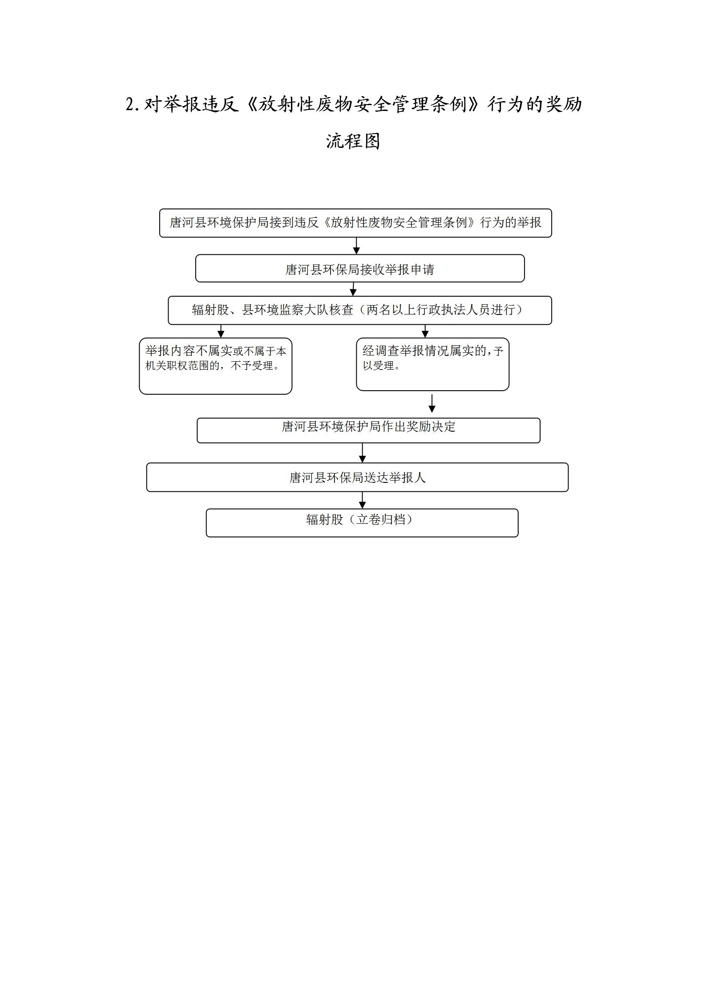 2.对举报违反《放射性废物安全管理条例》行为的奖励
流程图
唐河县环境保护局接到违反《放射性废物安全管理条例》行为的举报
唐河县环保局接收举报申请
辐射股、县环境监察大队核查（两名以上行政执法人员进行）
举报内容不属实或不属于本
机关职权范围的，不予受理。
经调查举报情况属实的，予
以受理。
唐河县环境保护局作出奖励决定
唐河县环保局送达举报人
辐射股（立卷归档）